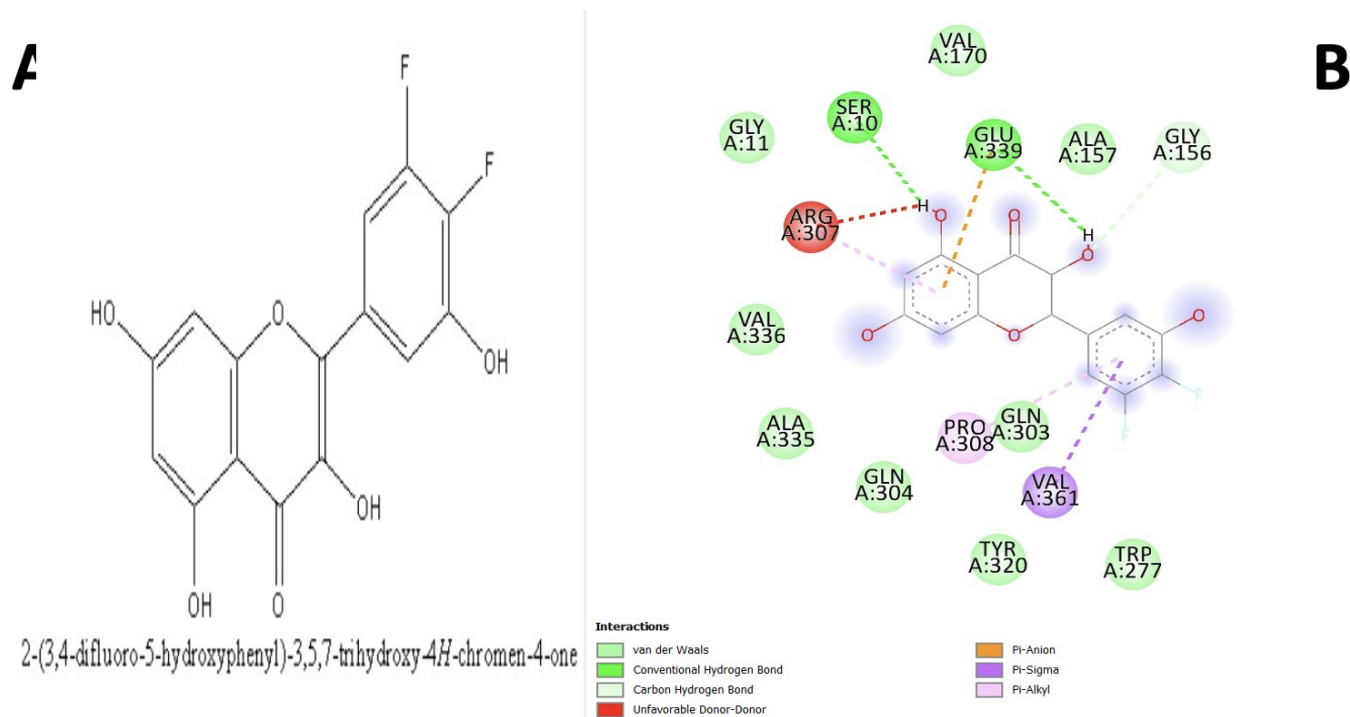 A
F
F
HO
O
OH
OH
OH
O
2-(3,4-difluoro-5-hydroxyphenyl)-3,5,7-trihydroxy-4H-chromen-4-one
B
VAL
A:170
SER
A:10
GLY
A:11
GLU
A:339
ALA
A:157
GLY
A:156
ARG
A:307
H
O
O
H
O
VAL
A:336
O
O
O
F
F
ALA
A:335
PRO
A:308
GLN
A:303
GLN
A:304
VAL
A:361
TYR
A:320
TRP
A:277
Interactions
van der Waals
Conventional Hydrogen Bond
Carbon Hydrogen Bond
Unfavorable Donor-Donor
Pi-Anion
Pi-Sigma
Pi-Alkyl